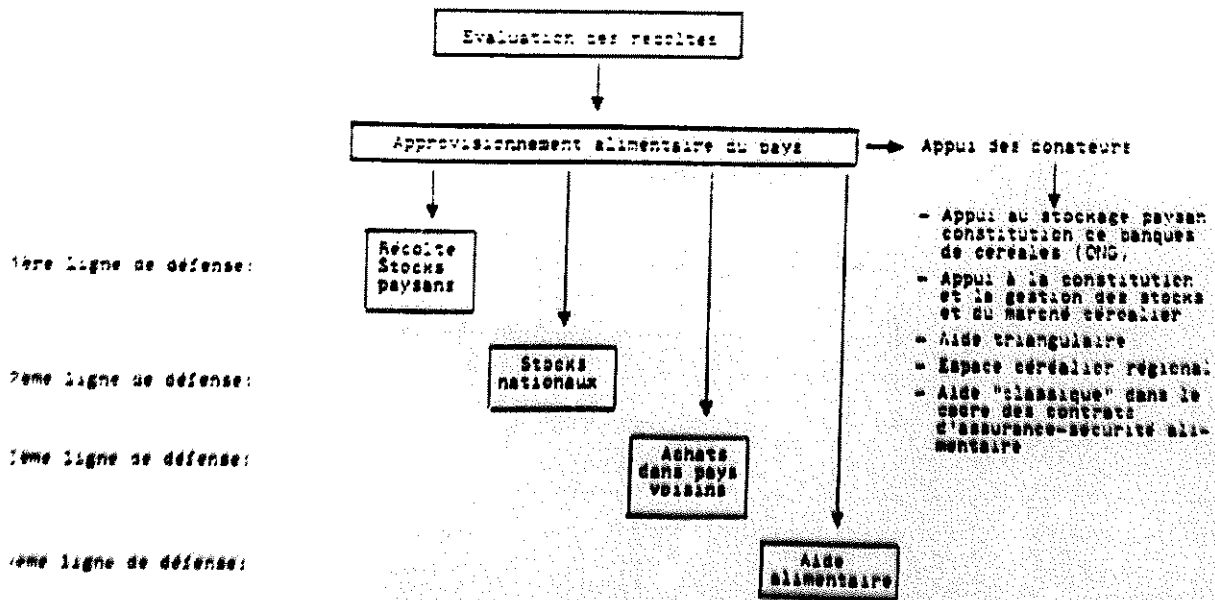 Evaluation des récoltes
Approvisionnement alimentaire du pays
Appui des donateurs
- Appui au stockage paysan
constitution de banques
de céréales (ONG)
- Appui à la constitution
et la gestion des stocks
et du marché céréalier
- Aide triangulaire
- Espace céréalier régional
- Aide "classique" dans le
cadre des contrats
d'assurance-sécurité ali-
mentaire
1ère ligne de défense:
Récolte
Stocks
paysans
2ème ligne de défense:
Stocks
nationaux
3ème ligne de défense:
Achats
dans pays
voisins
4ème ligne de défense:
Aide
alimentaire